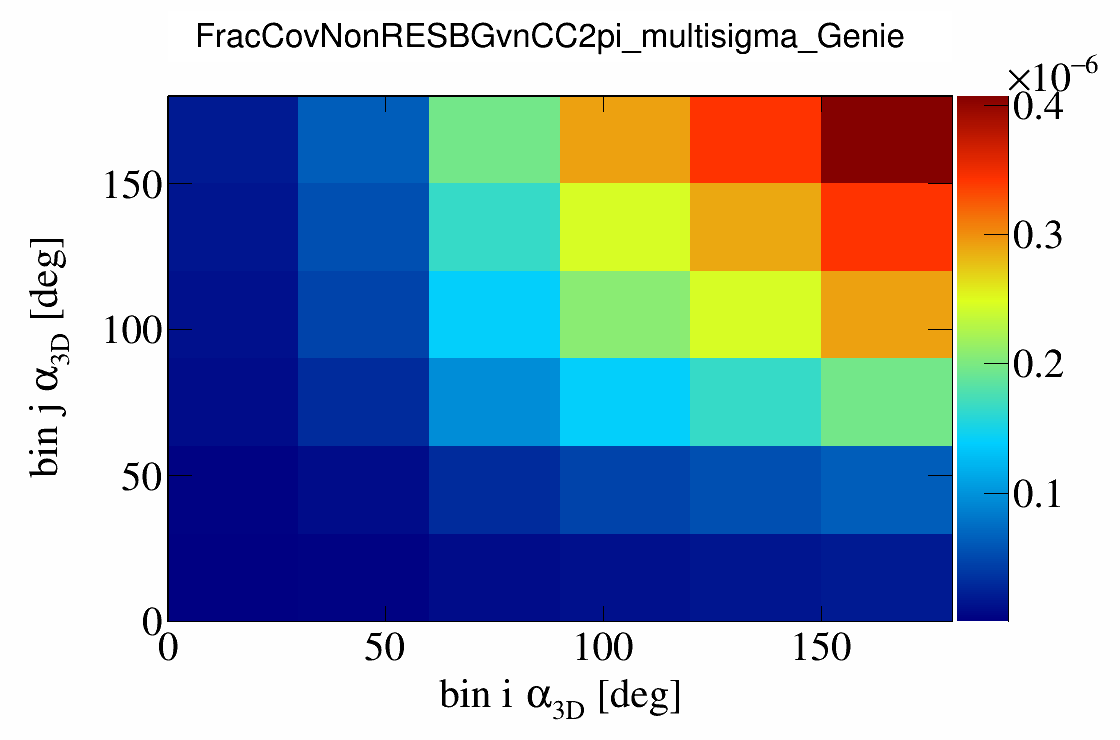 FracCovNonRESBGvnCC2pi_multisigma_Genie
×10⁻⁶
0.4
0.3
0.2
0.1
150
100
50
0
0 50 100 150
bin j α3D [deg]
bin i α3D [deg]